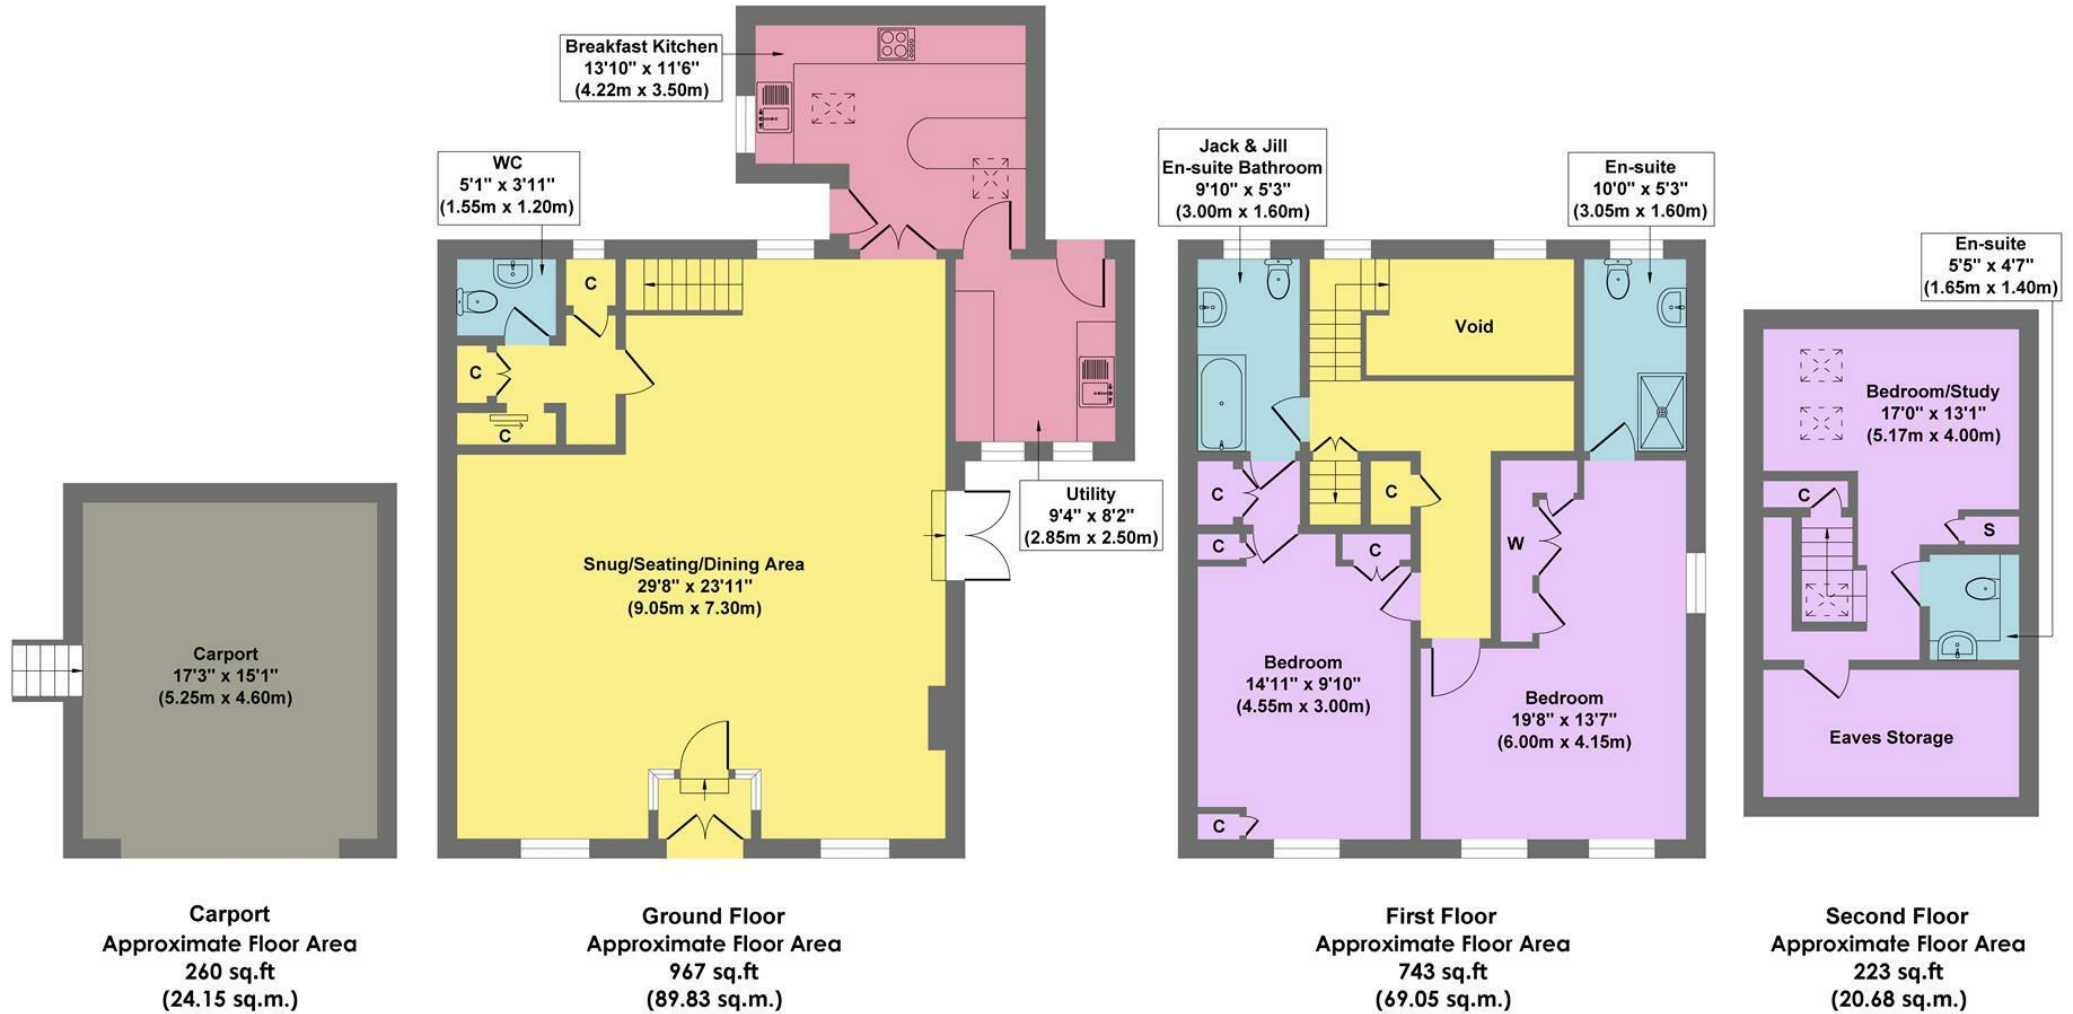 Breakfast Kitchen
13'10" x 11'6"
(4.22m x 3.50m)
WC
5'1" x 3'11"
(1.55m x 1.20m)
C
C
C
Snug/Seating/Dining Area
29'8" x 23'11"
(9.05m x 7.30m)
Utility
9'4" x 8'2"
(2.85m x 2.50m)
Carport
17'3" x 15'1"
(5.25m x 4.60m)
Jack & Jill
En-suite Bathroom
9'10" x 5'3"
(3.00m x 1.60m)
En-suite
10'0" x 5'3"
(3.05m x 1.60m)
Void
C
C
C
C
W
Bedroom
14'11" x 9'10"
(4.55m x 3.00m)
Bedroom
19'8" x 13'7"
(6.00m x 4.15m)
C
En-suite
5'5" x 4'7"
(1.65m x 1.40m)
Bedroom/Study
17'0" x 13'1"
(5.17m x 4.00m)
C
S
Eaves Storage
Carport
Approximate Floor Area
260 sq.ft
(24.15 sq.m.)
Ground Floor
Approximate Floor Area
967 sq.ft
(89.83 sq.m.)
First Floor
Approximate Floor Area
743 sq.ft
(69.05 sq.m.)
Second Floor
Approximate Floor Area
223 sq.ft
(20.68 sq.m.)